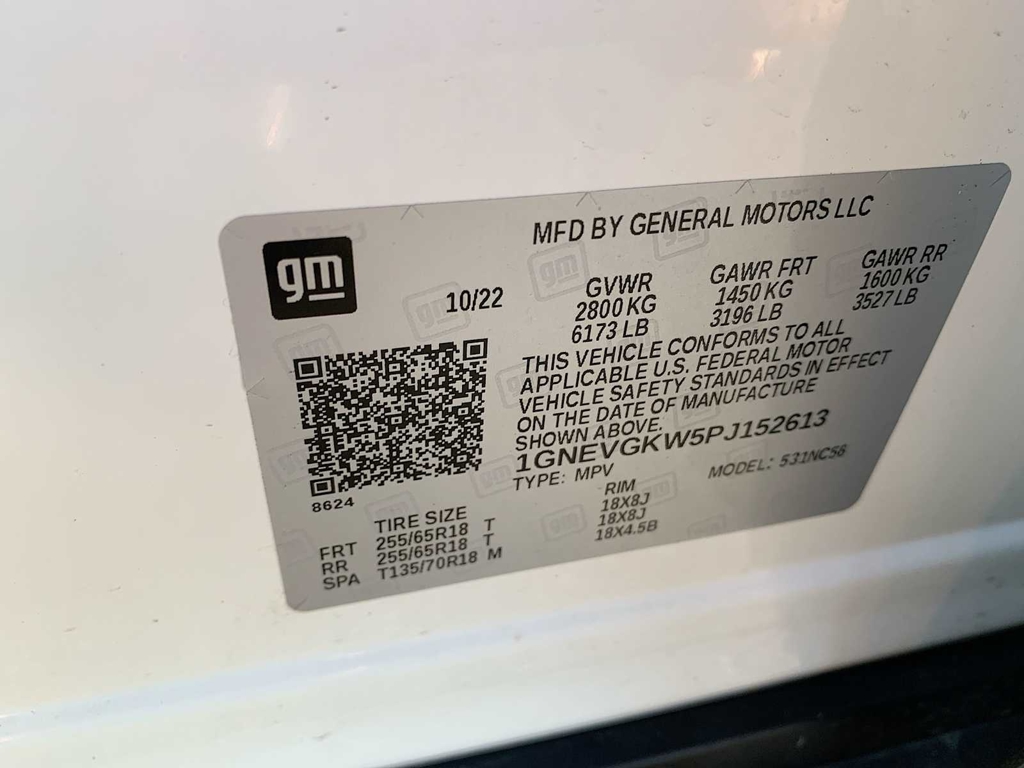 gm
MFD BY GENERAL MOTORS LLC
10/22
GVWR GAWR FRT GAWR RR
2800 KG 1450 KG 1600 KG
6173 LB 3196 LB 3527 LB
THIS VEHICLE CONFORMS TO ALL
APPLICABLE U.S. FEDERAL MOTOR
VEHICLE SAFETY STANDARDS IN EFFECT
ON THE DATE OF MANUFACTURE
SHOWN ABOVE.
1GNEVGKW5PJ152613
TYPE: MPV MODEL: 531NC56
8624
TIRE SIZE RIM
FRT 255/65R18 T 18X8J
RR 255/65R18 T 18X8J
SPA T135/70R18 M 18X4.5B